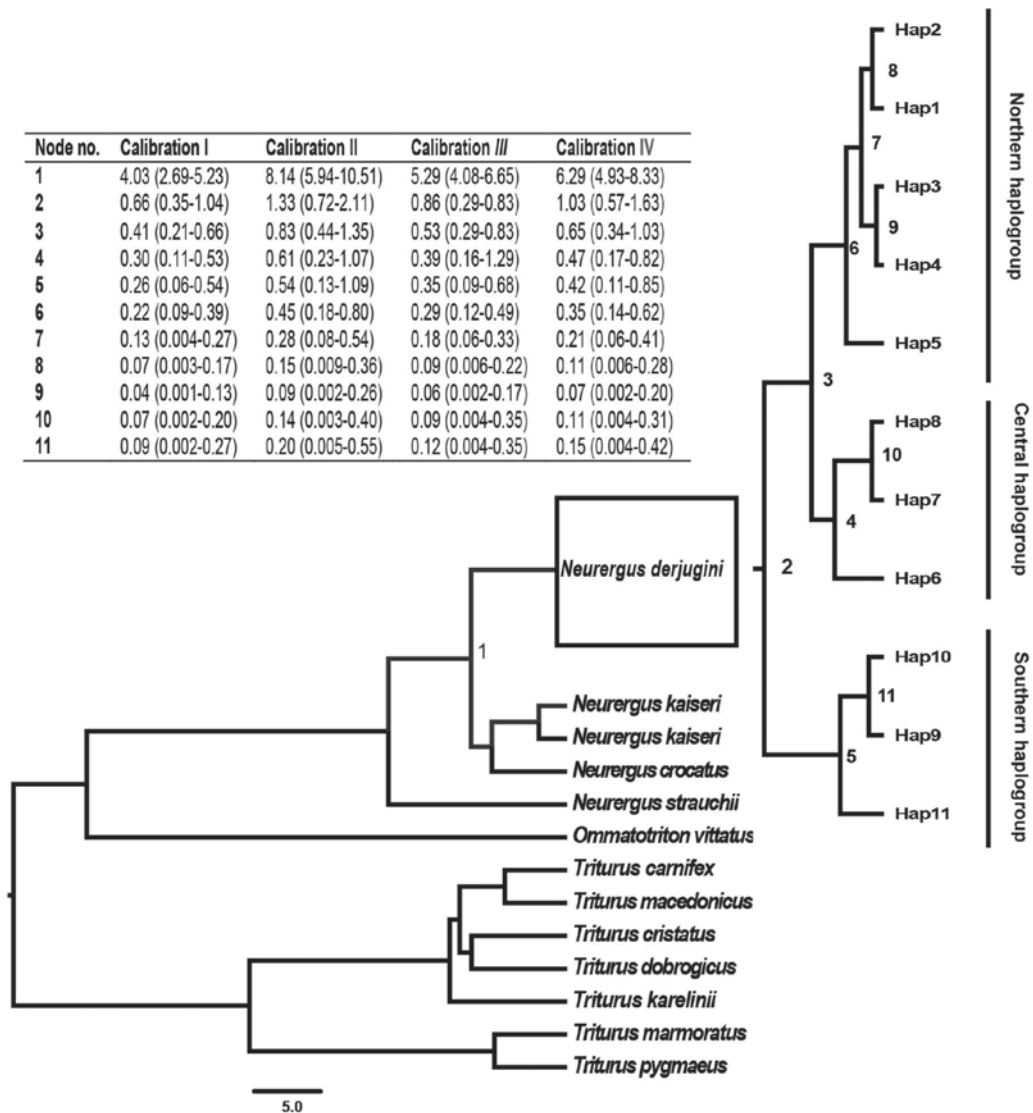 Node no. Calibration I Calibration II Calibration III Calibration IV
1 4.03 (2.69-5.23) 8.14 (5.94-10.51) 5.29 (4.08-6.65) 6.29 (4.93-8.33)
2 0.66 (0.35-1.04) 1.33 (0.72-2.11) 0.86 (0.29-0.83) 1.03 (0.57-1.63)
3 0.41 (0.21-0.66) 0.83 (0.44-1.35) 0.53 (0.29-0.83) 0.65 (0.34-1.03)
4 0.30 (0.11-0.53) 0.61 (0.23-1.07) 0.39 (0.16-1.29) 0.47 (0.17-0.82)
5 0.26 (0.06-0.54) 0.54 (0.13-1.09) 0.35 (0.09-0.68) 0.42 (0.11-0.85)
6 0.22 (0.09-0.39) 0.45 (0.18-0.80) 0.29 (0.12-0.49) 0.35 (0.14-0.62)
7 0.13 (0.004-0.27) 0.28 (0.08-0.54) 0.18 (0.06-0.33) 0.21 (0.06-0.41)
8 0.07 (0.003-0.17) 0.15 (0.009-0.36) 0.09 (0.006-0.22) 0.11 (0.006-0.28)
9 0.04 (0.001-0.13) 0.09 (0.002-0.26) 0.06 (0.002-0.17) 0.07 (0.002-0.20)
10 0.07 (0.002-0.20) 0.14 (0.003-0.40) 0.09 (0.004-0.35) 0.11 (0.004-0.31)
11 0.09 (0.002-0.27) 0.20 (0.005-0.55) 0.12 (0.004-0.35) 0.15 (0.004-0.42)
Hap2
8
Hap1
7
Hap3
9
Hap4
6
Hap5
3
Hap8
10
Hap7
4
Hap6
2
Hap10
11
Hap9
5
Hap11
Northern haplogroup
Central haplogroup
Southern haplogroup
Neurergus derjugini
1
Neurergus kaiseri
Neurergus kaiseri
Neurergus crocatus
Neurergus strauchii
Ommatotriton vittatus
Triturus carnifex
Triturus macedonicus
Triturus cristatus
Triturus dobrogicus
Triturus karelinii
Triturus marmoratus
Triturus pygmaeus
5.0